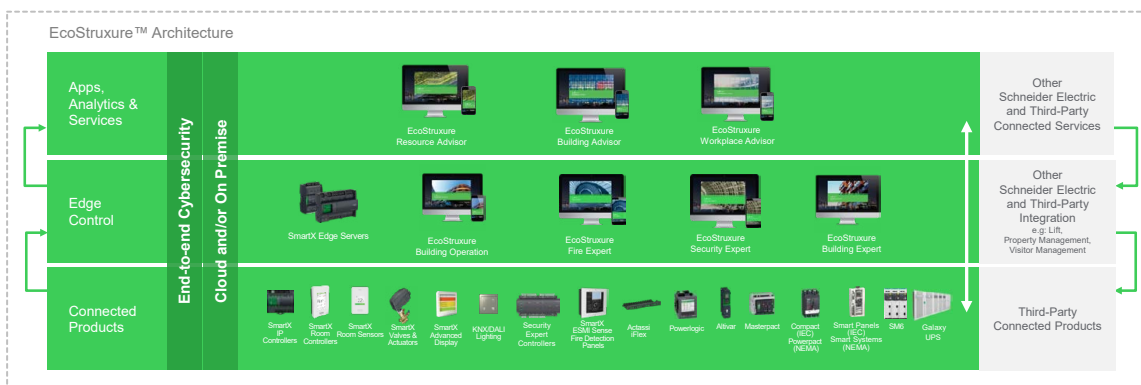 EcoStruxure™ Architecture
Apps,
Analytics &
Services
End-to-end Cybersecurity
Cloud and/or On Premise
EcoStruxure
Resource Advisor
EcoStruxure
Building Advisor
EcoStruxure
Workplace Advisor
Other
Schneider Electric
and Third-Party
Connected Services
Edge
Control
SmartX Edge Servers
EcoStruxure
Building Operation
EcoStruxure
Fire Expert
EcoStruxure
Security Expert
EcoStruxure
Building Expert
Other
Schneider Electric
and Third-Party
Integration
e.g: Lift,
Property Management,
Visitor Management
Connected
Products
SmartX
IP
Controllers
SmartX
Room
Controllers
SmartX
Room Sensors
SmartX
Valves &
Actuators
SmartX
Advanced
Display
KNX/DALI
Lighting
Security
Expert
Controllers
SmartX
ESMI Sense
Fire Detection
Panels
Actassi
iFlex
Powerlogic
Altivar
Masterpact
Compact
(IEC)
Powerpact
(NEMA)
Smart Panels
(IEC)
Smart Systems
(NEMA)
SM6
Galaxy
UPS
Third-Party
Connected Products